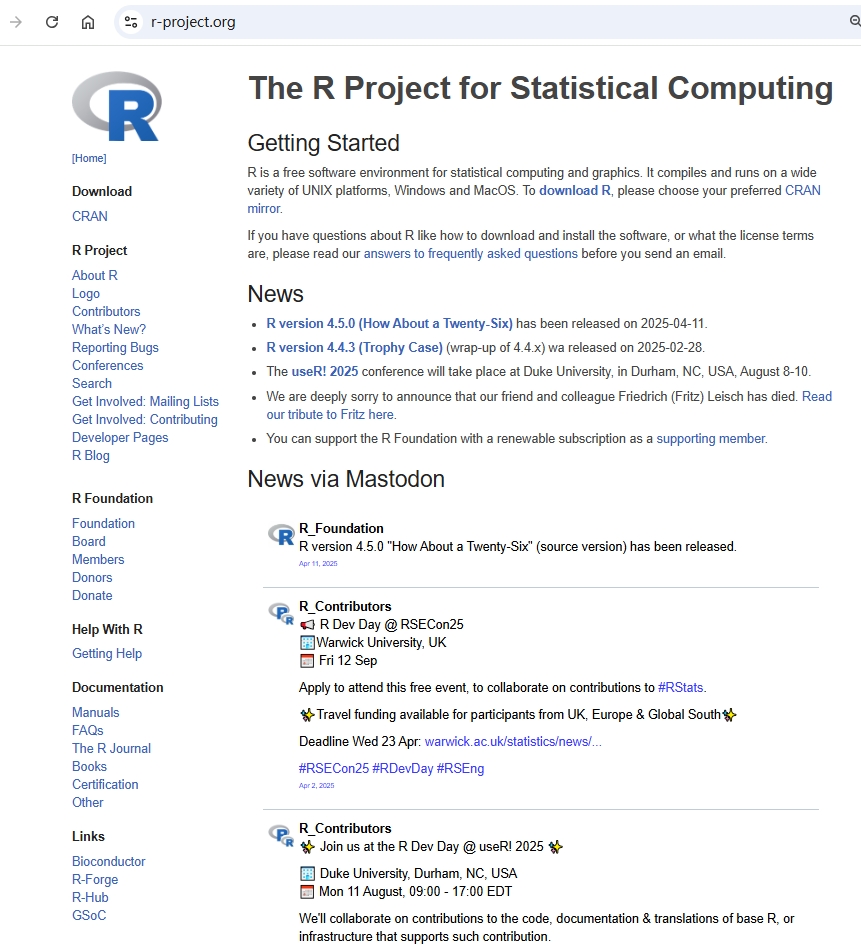 r-project.org
R
[Home]
Download
CRAN
R Project
About R
Logo
Contributors
What's New?
Reporting Bugs
Conferences
Search
Get Involved: Mailing Lists
Get Involved: Contributing
Developer Pages
R Blog
R Foundation
Foundation
Board
Members
Donors
Donate
Help With R
Getting Help
Documentation
Manuals
FAQs
The R Journal
Books
Certification
Other
Links
Bioconductor
R-Forge
R-Hub
GSoC
The R Project for Statistical Computing
Getting Started
R is a free software environment for statistical computing and graphics. It compiles and runs on a wide
variety of UNIX platforms, Windows and MacOS. To download R, please choose your preferred CRAN
mirror.
If you have questions about R like how to download and install the software, or what the license terms
are, please read our answers to frequently asked questions before you send an email.
News
• R version 4.5.0 (How About a Twenty-Six) has been released on 2025-04-11.
• R version 4.4.3 (Trophy Case) (wrap-up of 4.4.x) wa released on 2025-02-28.
• The useR! 2025 conference will take place at Duke University, in Durham, NC, USA, August 8-10.
• We are deeply sorry to announce that our friend and colleague Friedrich (Fritz) Leisch has died. Read
our tribute to Fritz here.
• You can support the R Foundation with a renewable subscription as a supporting member.
News via Mastodon
R
R_Foundation
R version 4.5.0 "How About a Twenty-Six" (source version) has been released.
Apr 11, 2025
R_Contributors
📢 R Dev Day @ RSECon25
🏢Warwick University, UK
📅 Fri 12 Sep
Apply to attend this free event, to collaborate on contributions to #RStats.
✨Travel funding available for participants from UK, Europe & Global South✨
Deadline Wed 23 Apr: warwick.ac.uk/statistics/news/...
#RSECon25 #RDevDay #RSEng
Apr 2, 2025
R_Contributors
✨ Join us at the R Dev Day @ useR! 2025 ✨
🏢 Duke University, Durham, NC, USA
📅 Mon 11 August, 09:00 - 17:00 EDT
We'll collaborate on contributions to the code, documentation & translations of base R, or
infrastructure that supports such contribution.